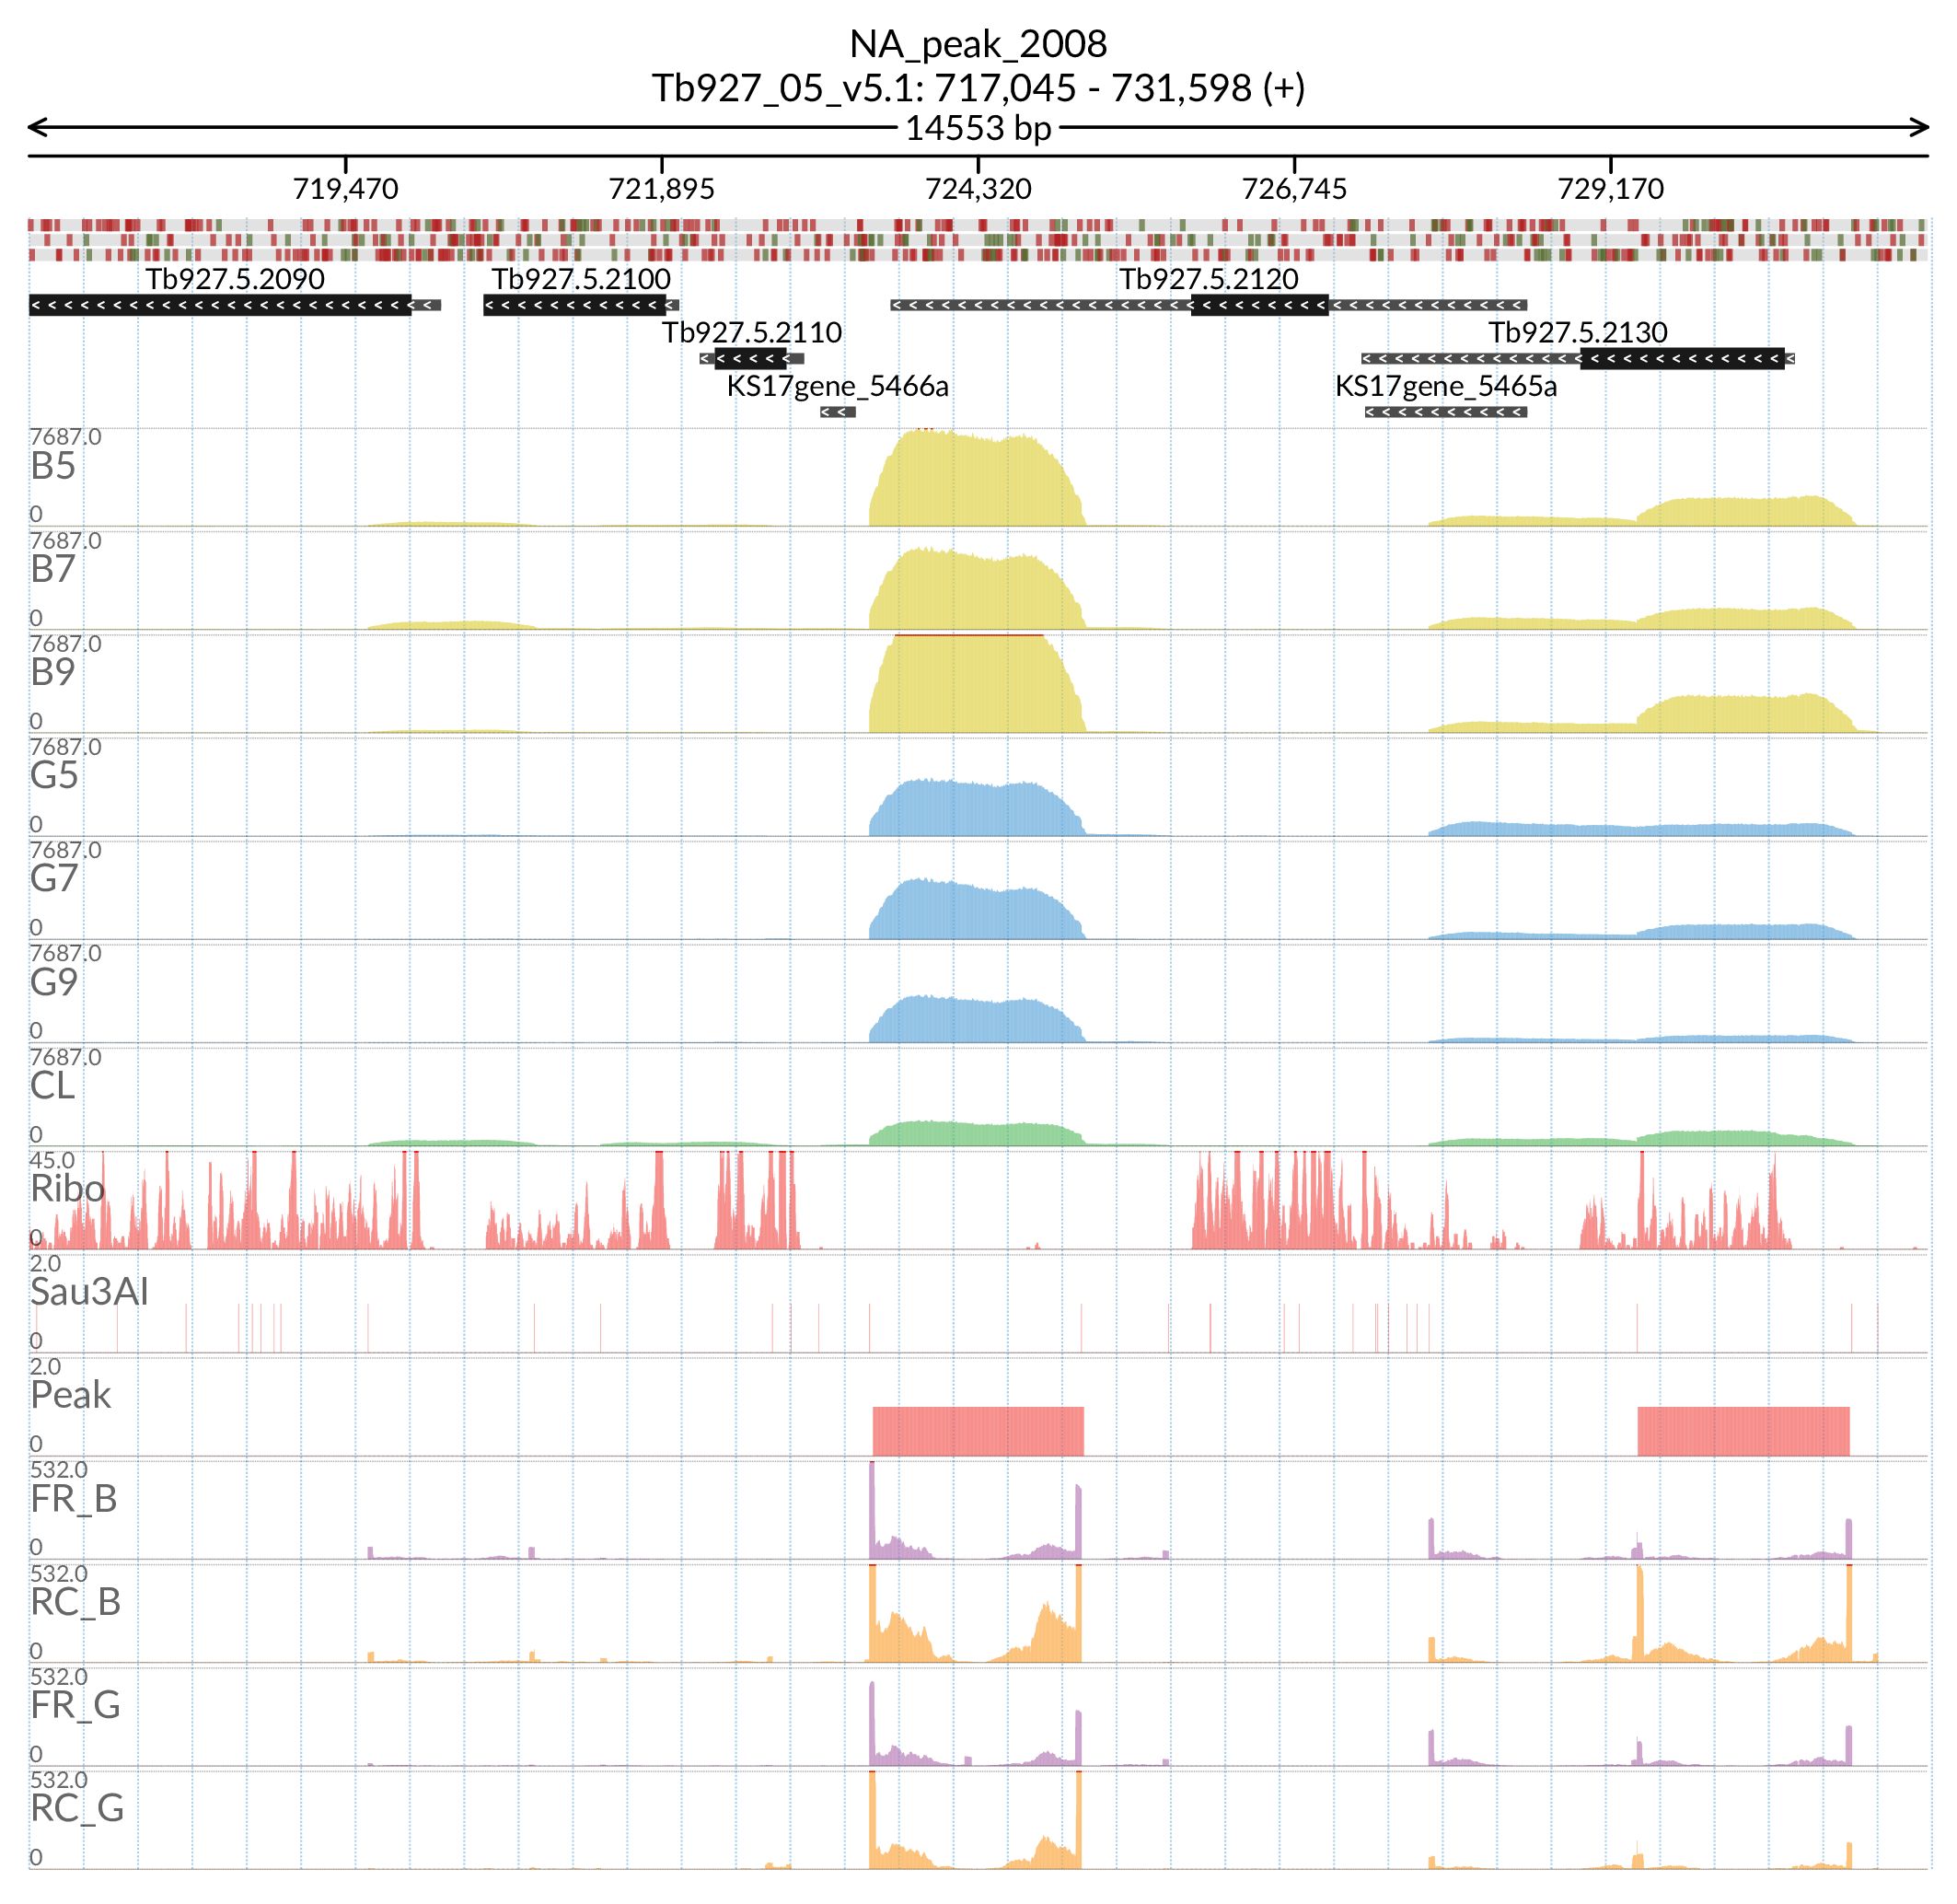 NA_peak_2008
Tb927_05_v5.1: 717,045 - 731,598 (+)
14553 bp
719,470 721,895 724,320 726,745 729,170
Tb927.5.2090 Tb927.5.2100 Tb927.5.2120
Tb927.5.2110 Tb927.5.2130
KS17gene_5466a KS17gene_5465a
7687.0
B5
0
7687.0
B7
0
7687.0
B9
0
7687.0
G5
0
7687.0
G7
0
7687.0
G9
0
7687.0
CL
0
45.0
Ribo
0
2.0
Sau3AI
0
2.0
Peak
0
532.0
FR_B
0
532.0
RC_B
0
532.0
FR_G
0
532.0
RC_G
0